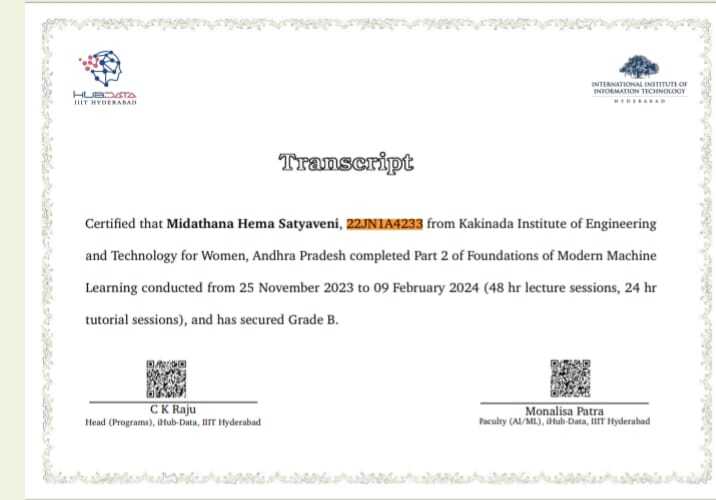 HUBDATA
IIIT HYDERABAD
INTERNATIONAL INSTITUTE OF
INFORMATION TECHNOLOGY
HYDERABAD
Transcript
Certified that Midathana Hema Satyaveni, 22JN1A4233 from Kakinada Institute of Engineering
and Technology for Women, Andhra Pradesh completed Part 2 of Foundations of Modern Machine
Learning conducted from 25 November 2023 to 09 February 2024 (48 hr lecture sessions, 24 hr
tutorial sessions), and has secured Grade B.
C K Raju
Head (Programs), iHub-Data, IIIT Hyderabad
Monalisa Patra
Faculty (AI/ML), iHub-Data, IIIT Hyderabad